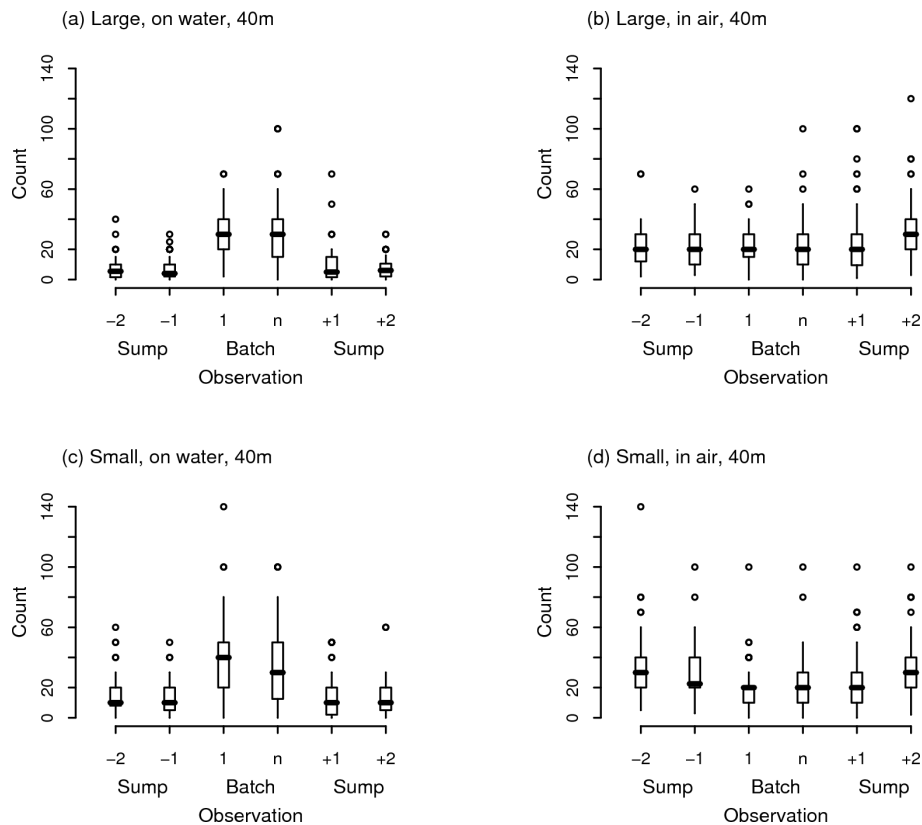 (a) Large, on water, 40m
140
100
60
20
0
Count
−2 −1 1 n +1 +2
Sump Batch Sump
Observation
(b) Large, in air, 40m
140
100
60
20
0
Count
−2 −1 1 n +1 +2
Sump Batch Sump
Observation
(c) Small, on water, 40m
140
100
60
20
0
Count
−2 −1 1 n +1 +2
Sump Batch Sump
Observation
(d) Small, in air, 40m
140
100
60
20
0
Count
−2 −1 1 n +1 +2
Sump Batch Sump
Observation